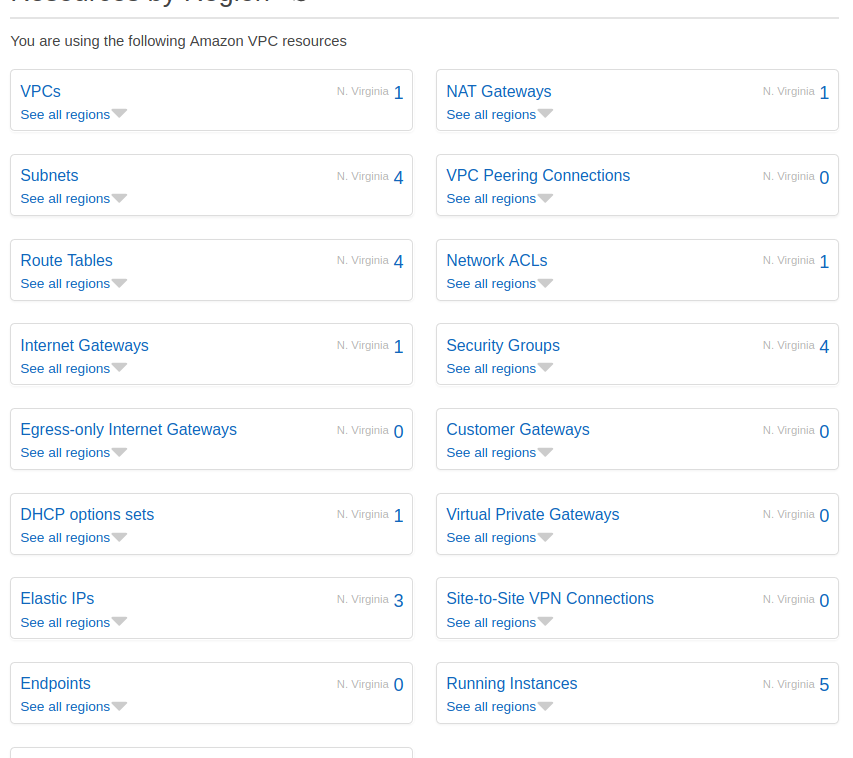 Resources by Region
You are using the following Amazon VPC resources
VPCs N. Virginia 1
See all regions
NAT Gateways N. Virginia 1
See all regions
Subnets N. Virginia 4
See all regions
VPC Peering Connections N. Virginia 0
See all regions
Route Tables N. Virginia 4
See all regions
Network ACLs N. Virginia 1
See all regions
Internet Gateways N. Virginia 1
See all regions
Security Groups N. Virginia 4
See all regions
Egress-only Internet Gateways N. Virginia 0
See all regions
Customer Gateways N. Virginia 0
See all regions
DHCP options sets N. Virginia 1
See all regions
Virtual Private Gateways N. Virginia 0
See all regions
Elastic IPs N. Virginia 3
See all regions
Site-to-Site VPN Connections N. Virginia 0
See all regions
Endpoints N. Virginia 0
See all regions
Running Instances N. Virginia 5
See all regions